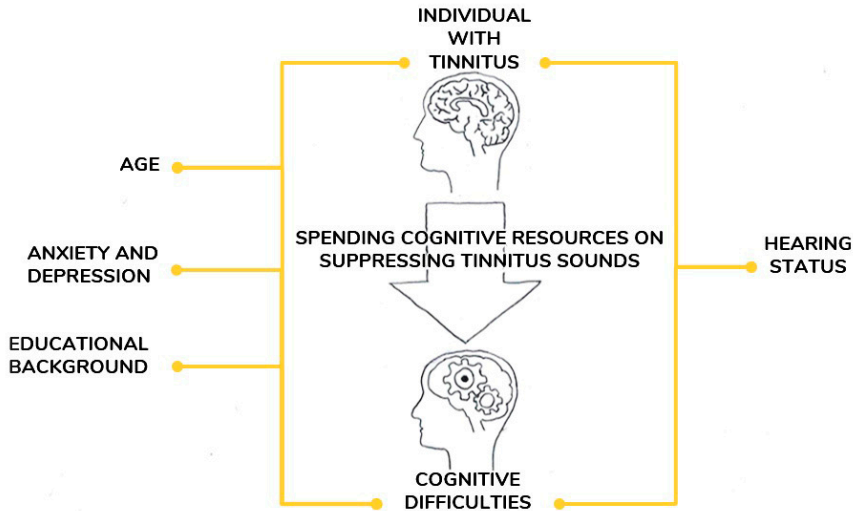 INDIVIDUAL
WITH
TINNITUS
AGE
SPENDING COGNITIVE RESOURCES ON
SUPPRESSING TINNITUS SOUNDS
ANXIETY AND
DEPRESSION
HEARING
STATUS
EDUCATIONAL
BACKGROUND
COGNITIVE
DIFFICULTIES